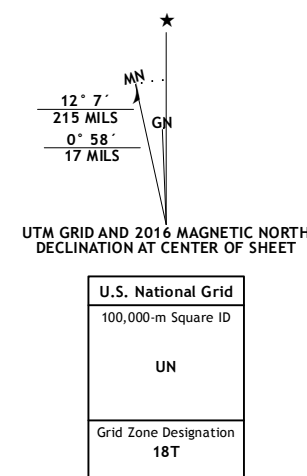 ★
MN
12° 7´
215 MILS
GN
0° 58´
17 MILS
UTM GRID AND 2016 MAGNETIC NORTH
DECLINATION AT CENTER OF SHEET
U.S. National Grid
100,000-m Square ID
UN
Grid Zone Designation
18T